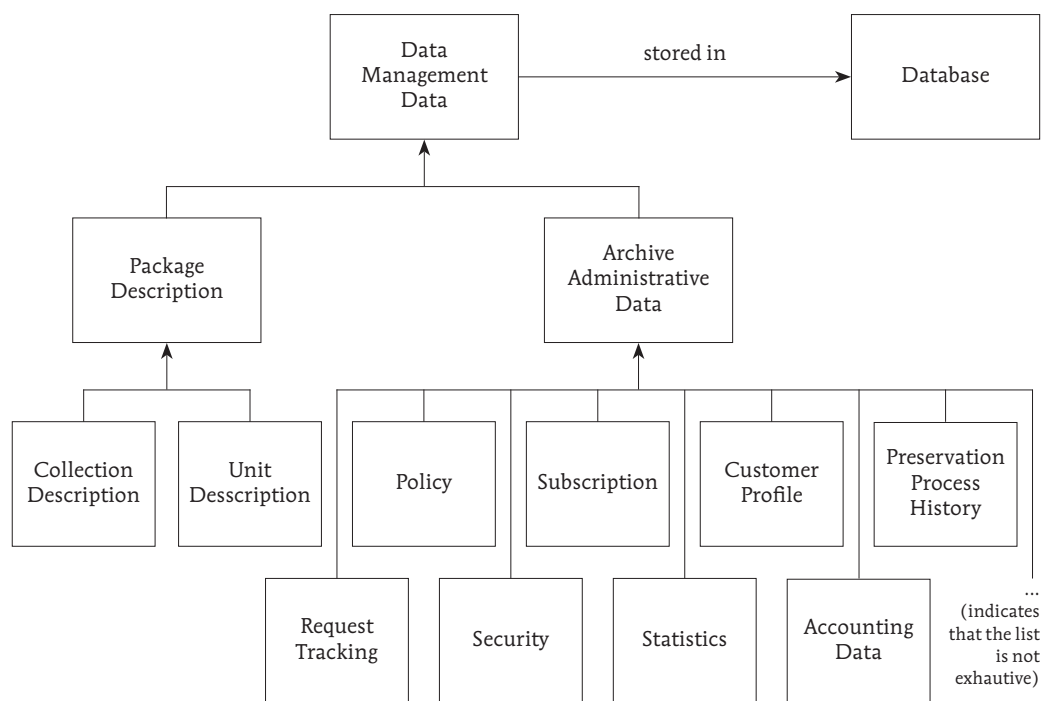 Data
Management
Data
stored in
Database
Package
Description
Archive
Administrative
Data
Collection
Description
Unit
Desscription
Policy
Subscription
Customer
Profile
Preservation
Process
History
Request
Tracking
Security
Statistics
Accounting
Data
...
(indicates
that the list
is not
exhautive)